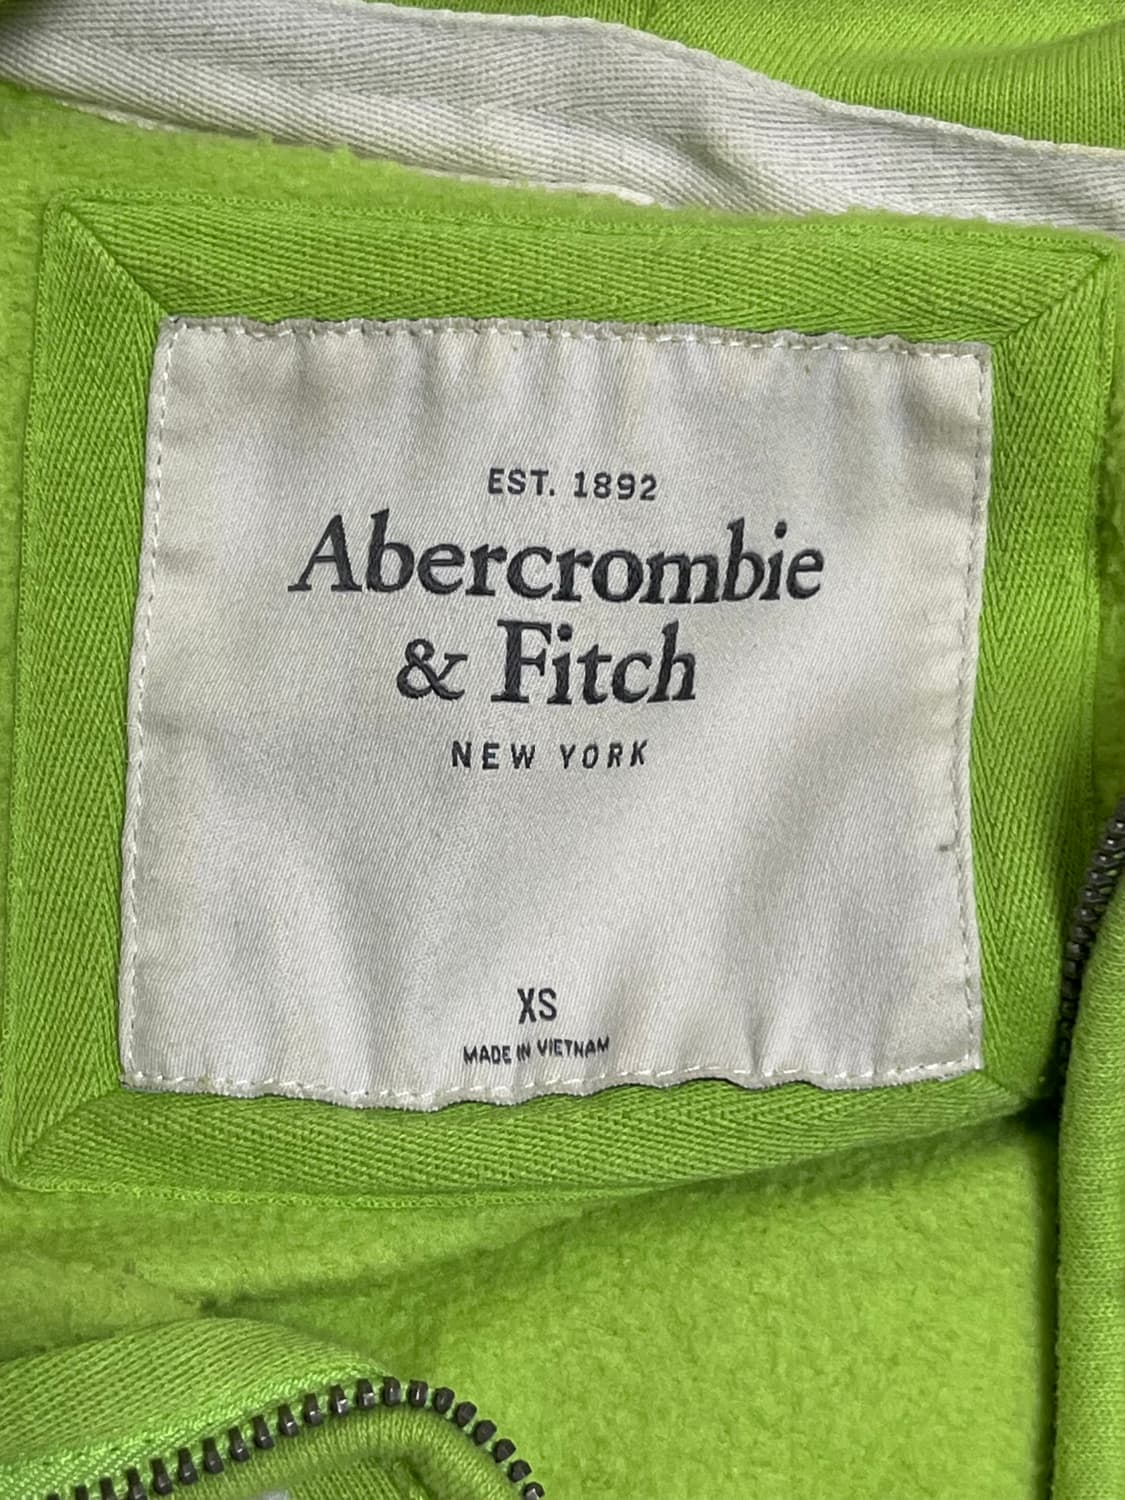 EST. 1892
Abercrombie
& Fitch
NEW YORK
XS
MADE IN VIETNAM